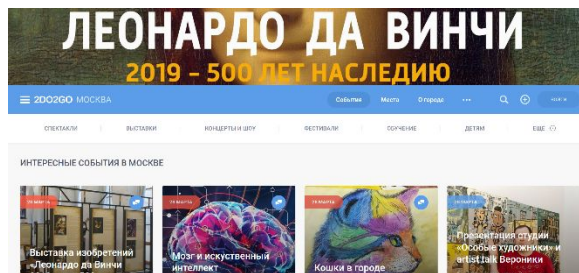 ЛЕОНАРДО ДА ВИНЧИ
2019 – 500 ЛЕТ НАСЛЕДИЮ
2DO2GO МОСКВА
События Места О городе
СПЕКТАКЛИ ВЫСТАВКИ КОНЦЕРТЫ И ШОУ ФЕСТИВАЛИ ОБУЧЕНИЕ ДЕТЯМ ЕЩЁ
ИНТЕРЕСНЫЕ СОБЫТИЯ В МОСКВЕ
Выставка изобретений
«Леонардо да Винчи
Мозг и искуственный
интеллект
Кошки в городе
Презентация студии
«Особые художники» и
artist talk Вероники